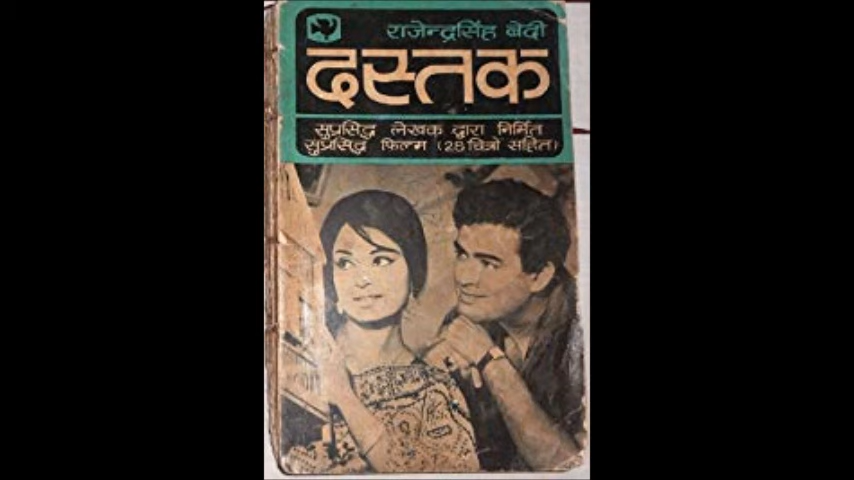 राजेन्द्रसिंह बेदी
दस्तक
सुप्रसिद्ध लेखक द्वारा निर्मित
सुप्रसिद्ध फिल्म (28 चित्रों सहित)